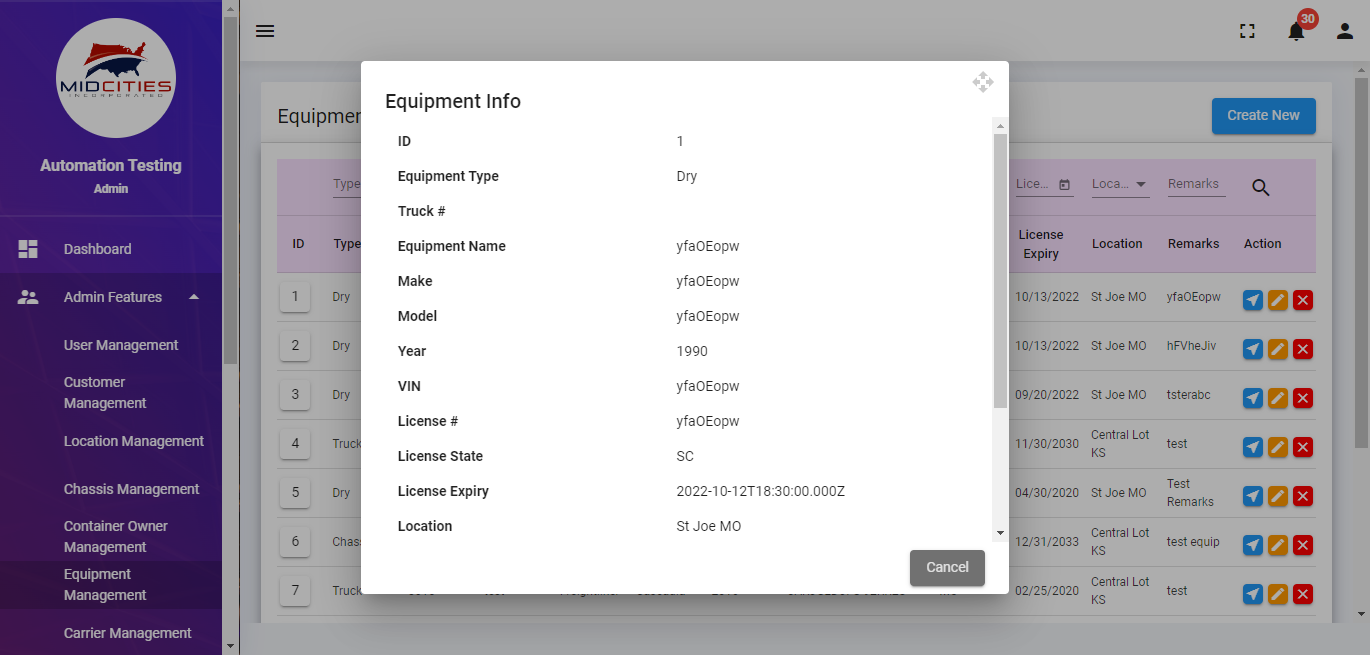 MIDCITIES
INCORPORATED
Automation Testing
Admin
Dashboard
Admin Features
User Management
Customer
Management
Location Management
Chassis Management
Container Owner
Management
Equipment
Management
Carrier Management
30
Equipment Info
ID 1
Equipment Type Dry
Truck #
Equipment Name yfaOEopw
Make yfaOEopw
Model yfaOEopw
Year 1990
VIN yfaOEopw
License # yfaOEopw
License State SC
License Expiry 2022-10-12T18:30:00.000Z
Location St Joe MO
Cancel
Create New
Type Lice... Loca... Remarks
ID Type License Expiry Location Remarks Action
1 Dry 10/13/2022 St Joe MO yfaOEopw
2 Dry 10/13/2022 St Joe MO hFVheJiv
3 Dry 09/20/2022 St Joe MO tsterabc
4 Truck 11/30/2030 Central Lot KS test
5 Dry 04/30/2020 St Joe MO Test Remarks
6 12/31/2033 Central Lot KS test equip
7 Truck 02/25/2020 Central Lot KS test